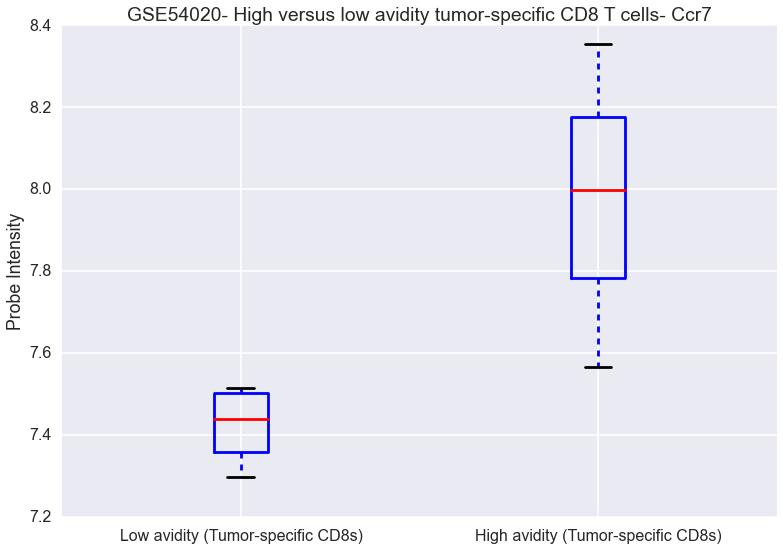 GSE54020- High versus low avidity tumor-specific CD8 T cells- Ccr7
8.4
8.2
8.0
7.8
7.6
7.4
7.2
Probe Intensity
Low avidity (Tumor-specific CD8s)
High avidity (Tumor-specific CD8s)